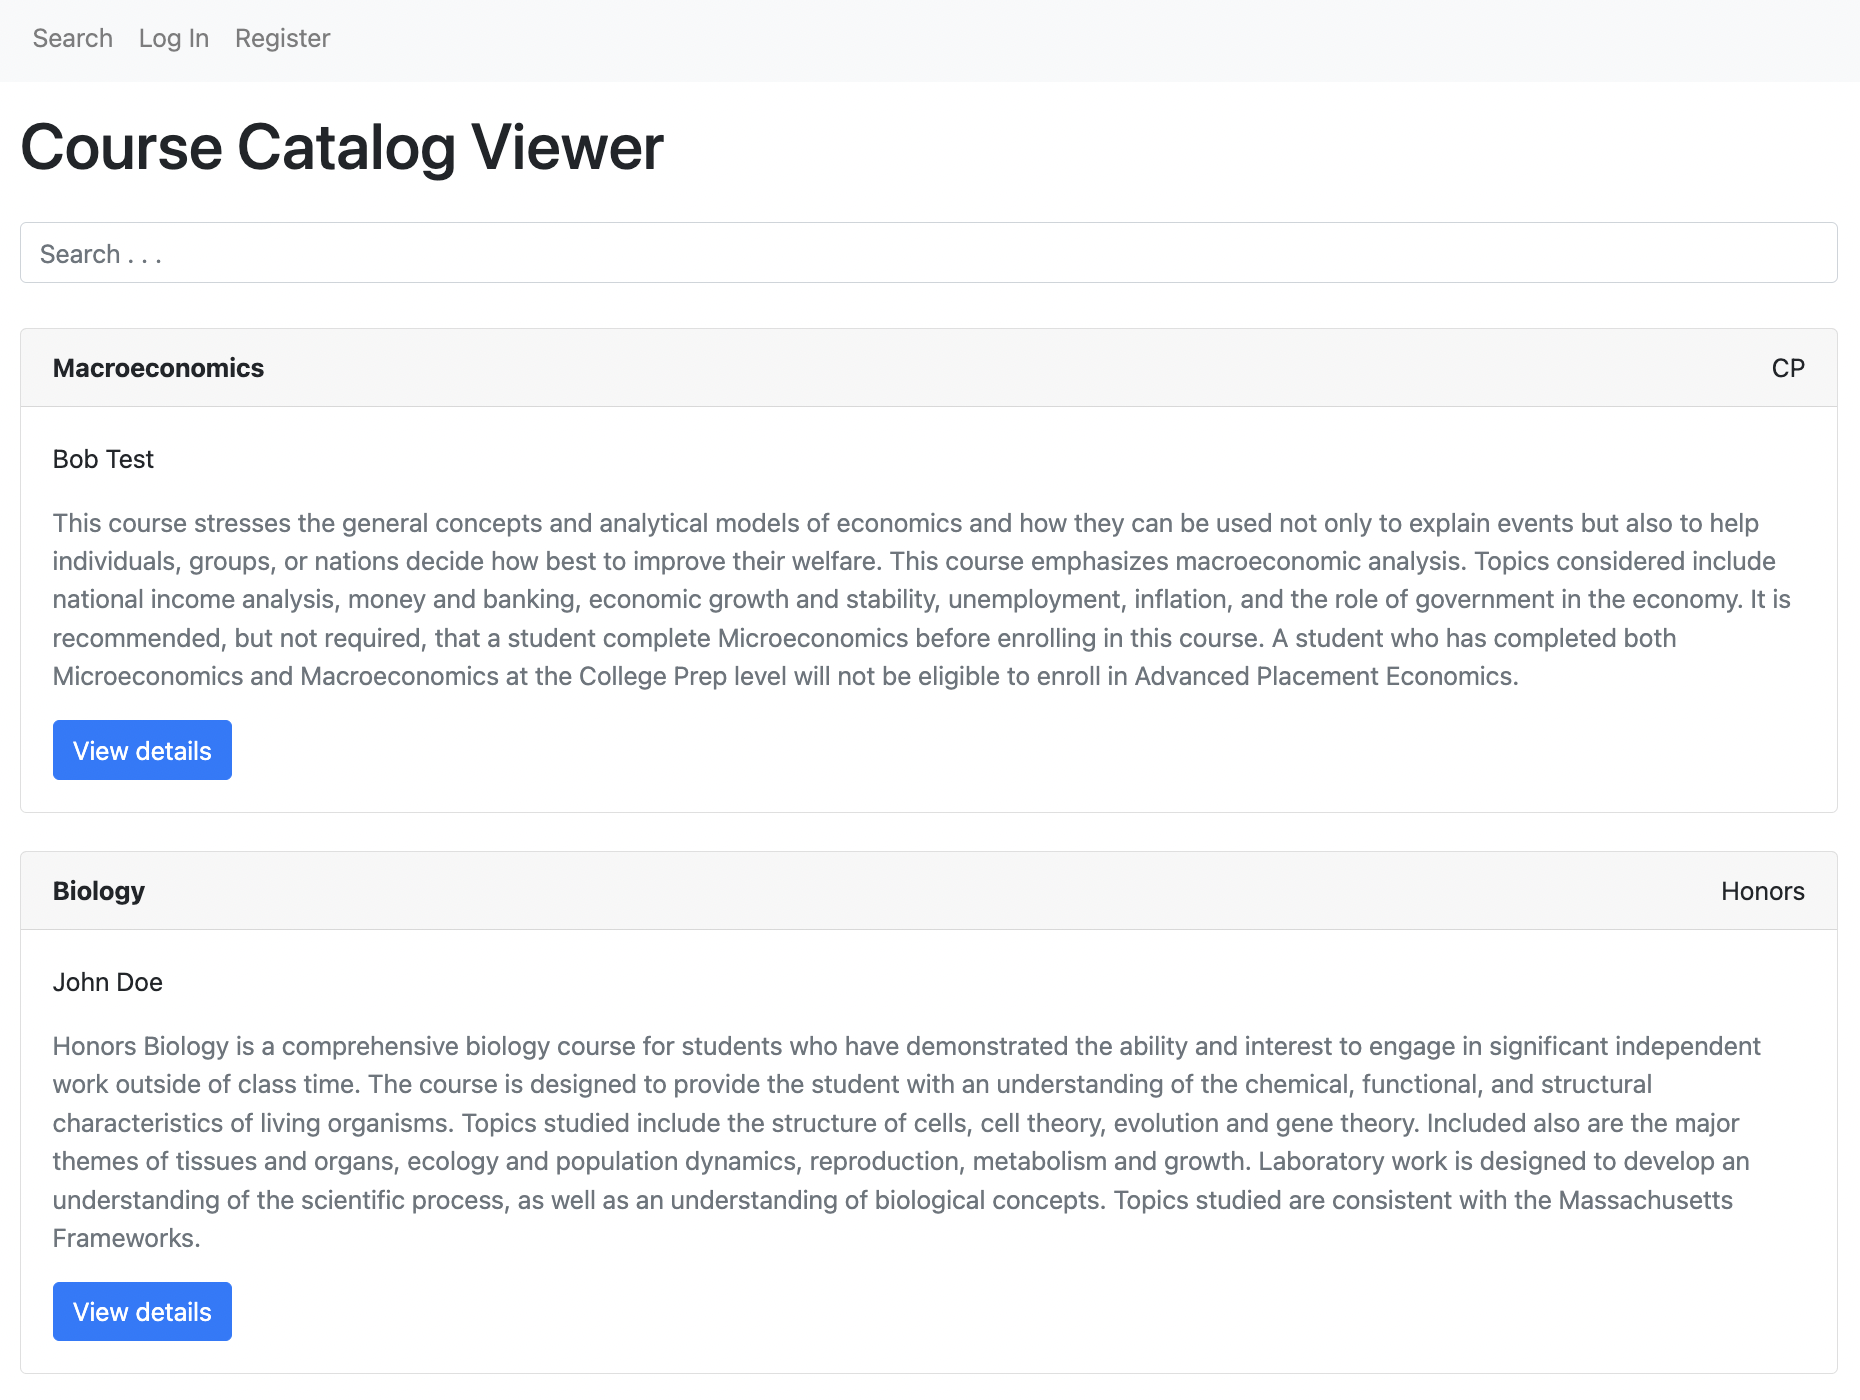 Search Log In Register
Course Catalog Viewer
Search . . .
Macroeconomics CP
Bob Test
This course stresses the general concepts and analytical models of economics and how they can be used not only to explain events but also to help
individuals, groups, or nations decide how best to improve their welfare. This course emphasizes macroeconomic analysis. Topics considered include
national income analysis, money and banking, economic growth and stability, unemployment, inflation, and the role of government in the economy. It is
recommended, but not required, that a student complete Microeconomics before enrolling in this course. A student who has completed both
Microeconomics and Macroeconomics at the College Prep level will not be eligible to enroll in Advanced Placement Economics.
View details
Biology Honors
John Doe
Honors Biology is a comprehensive biology course for students who have demonstrated the ability and interest to engage in significant independent
work outside of class time. The course is designed to provide the student with an understanding of the chemical, functional, and structural
characteristics of living organisms. Topics studied include the structure of cells, cell theory, evolution and gene theory. Included also are the major
themes of tissues and organs, ecology and population dynamics, reproduction, metabolism and growth. Laboratory work is designed to develop an
understanding of the scientific process, as well as an understanding of biological concepts. Topics studied are consistent with the Massachusetts
Frameworks.
View details